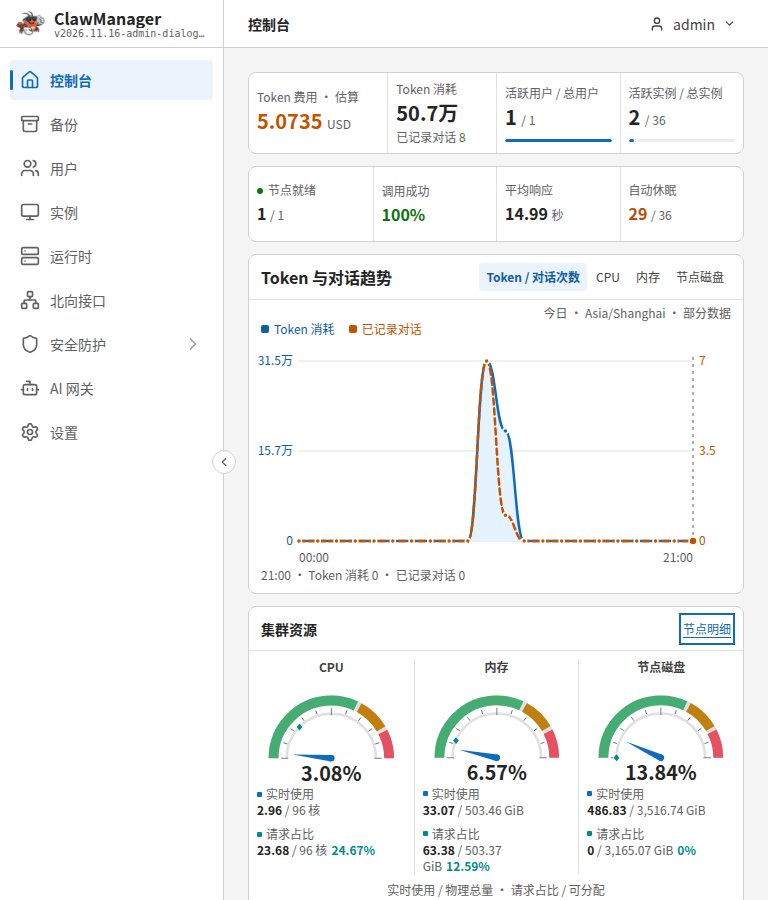 ClawManager
v2026.11.16-admin-dialog…
控制台
admin
控制台
备份
用户
实例
运行时
北向接口
安全防护
AI 网关
设置
Token 费用 · 估算
5.0735 USD
Token 消耗
50.7万
已记录对话 8
活跃用户 / 总用户
1 / 1
活跃实例 / 总实例
2 / 36
节点就绪
1 / 1
调用成功
100%
平均响应
14.99 秒
自动休眠
29 / 36
Token 与对话趋势
Token / 对话次数 CPU 内存 节点磁盘
今日 · Asia/Shanghai · 部分数据
Token 消耗 已记录对话
31.5万 7
15.7万 3.5
0 0
00:00 21:00
21:00 · Token 消耗 0 · 已记录对话 0
集群资源
节点明细
CPU
3.08%
实时使用
2.96 / 96 核
请求占比
23.68 / 96 核 24.67%
内存
6.57%
实时使用
33.07 / 503.46 GiB
请求占比
63.38 / 503.37
GiB 12.59%
节点磁盘
13.84%
实时使用
486.83 / 3,516.74 GiB
请求占比
0 / 3,165.07 GiB 0%
实时使用 / 物理总量 · 请求占比 / 可分配